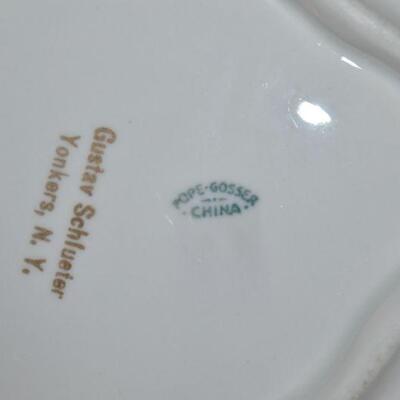 Gustav Schlueter
Yonkers, N. Y.
POPE-GOSSER
· CHINA ·